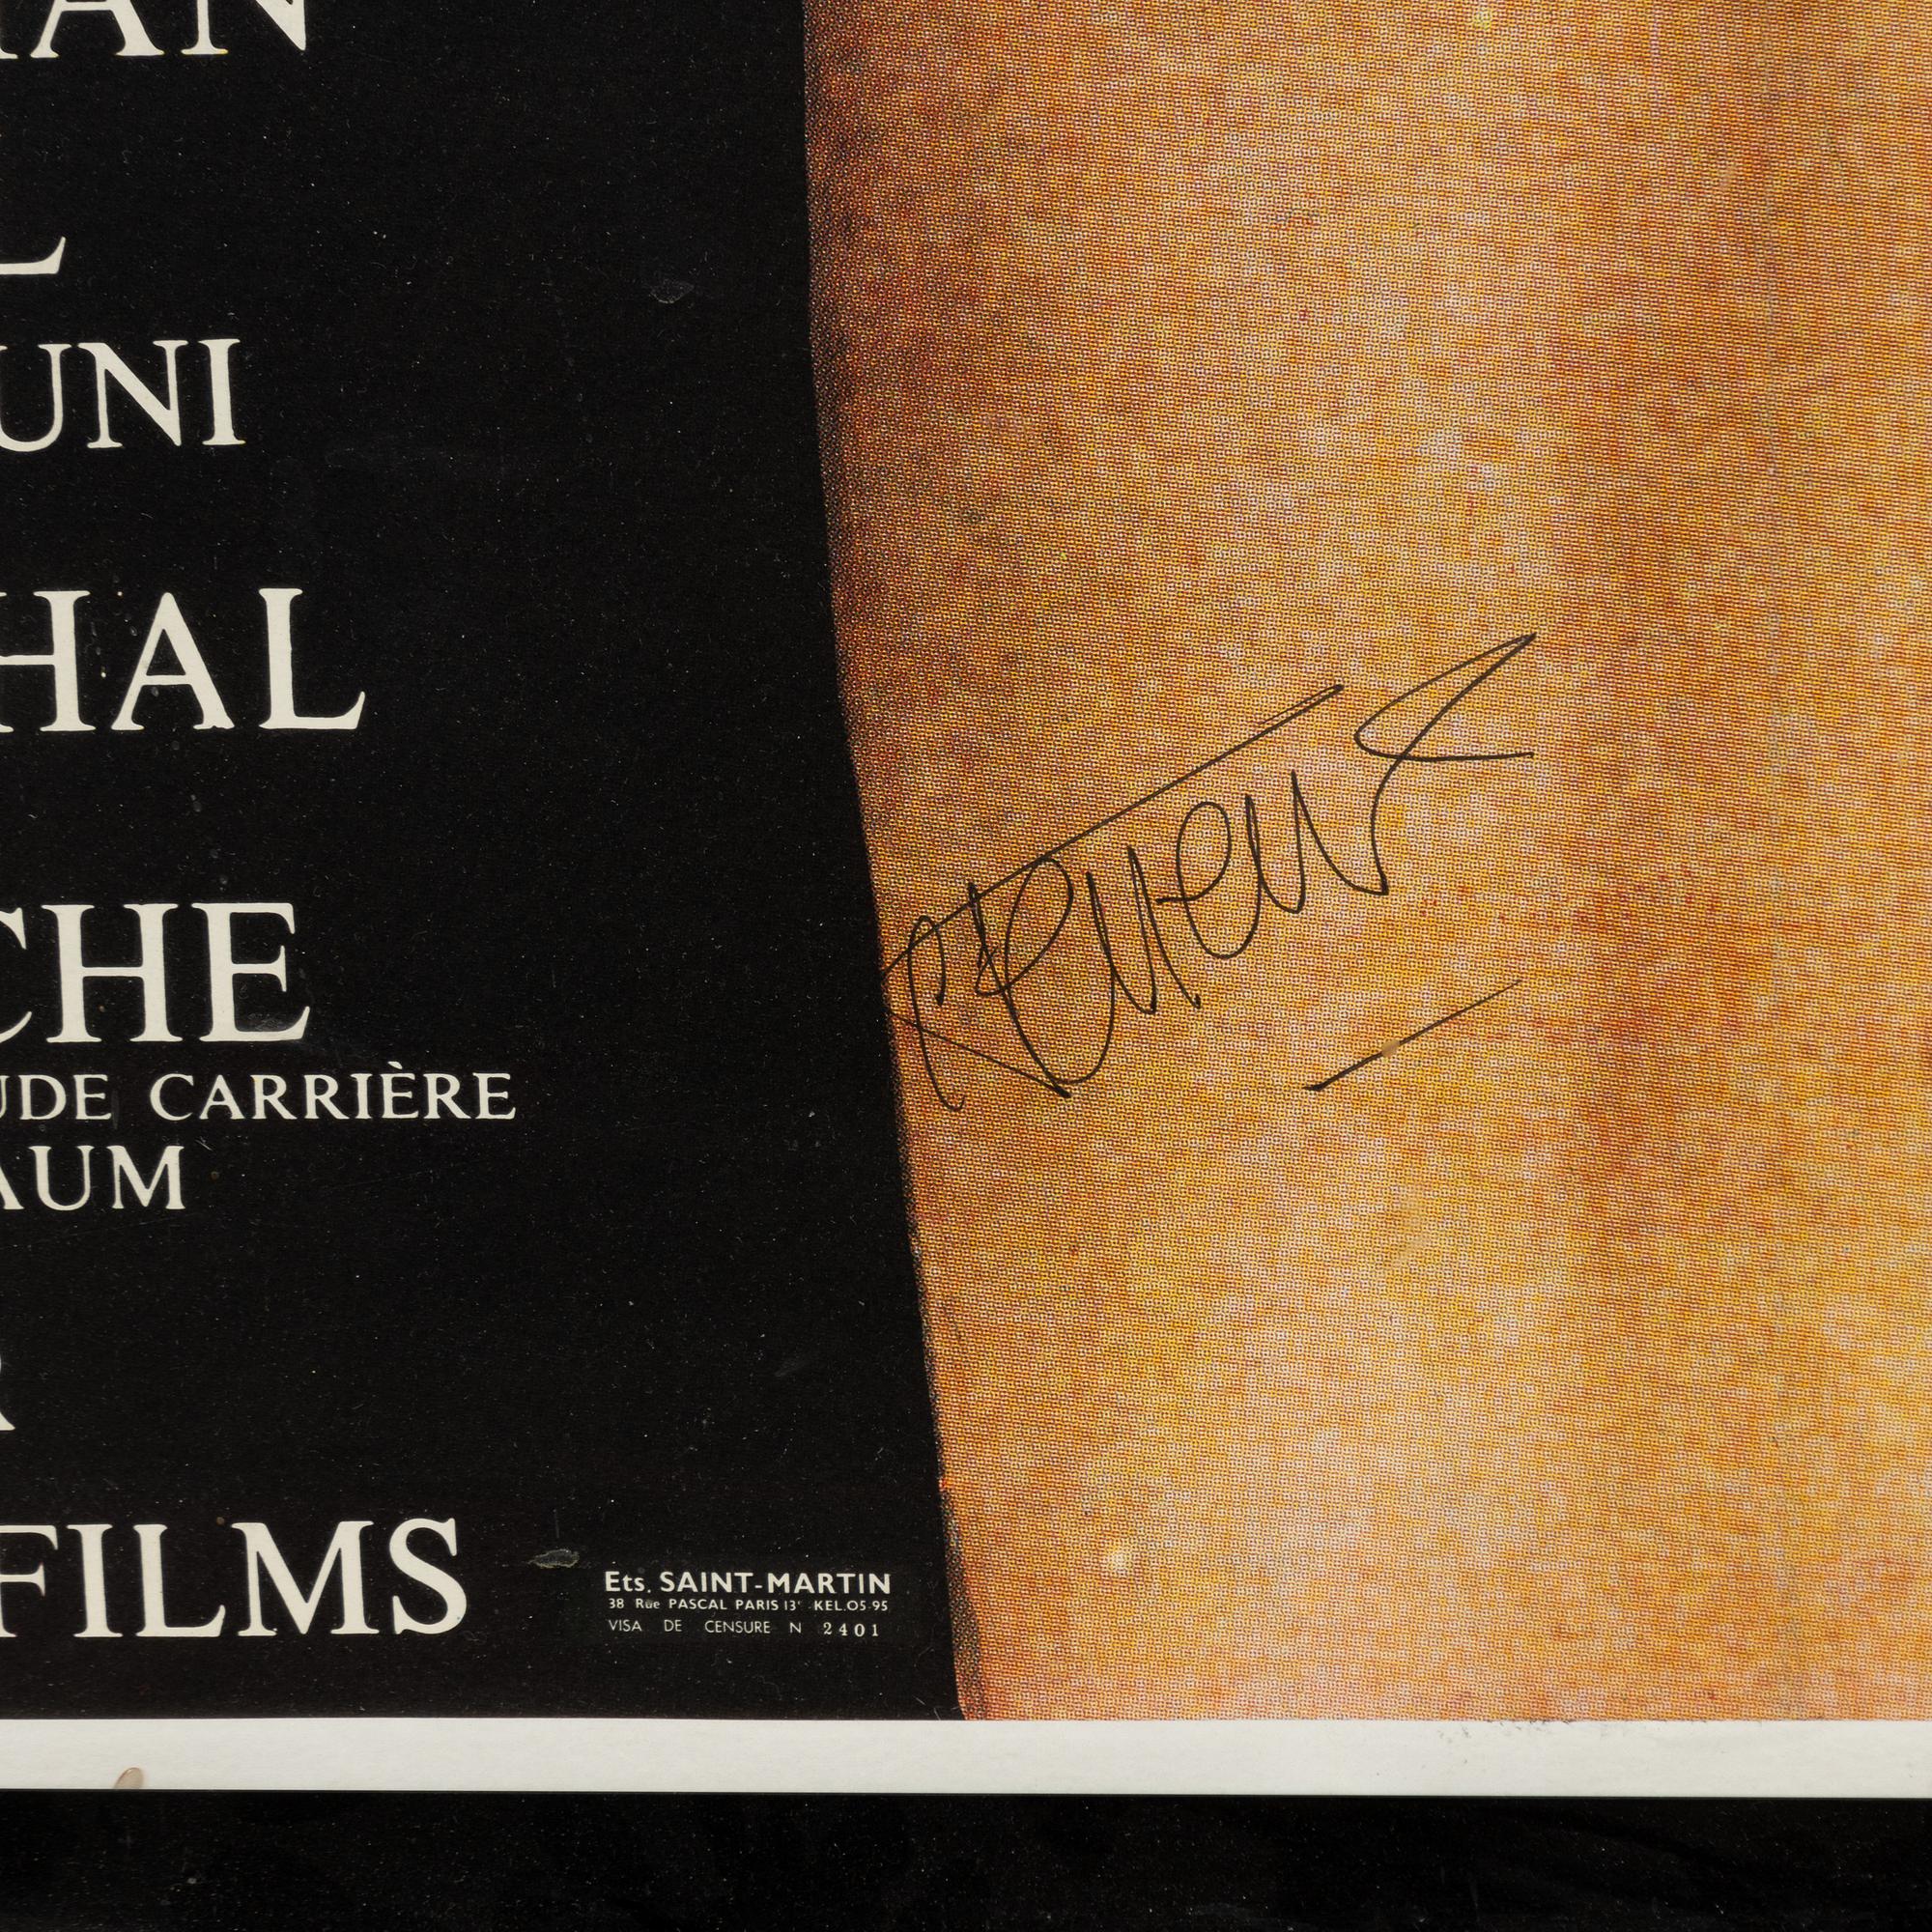 AN
L
UNI
HAL
CHE
UDE CARRIÈRE
AUM
R
FILMS
Ets. SAINT-MARTIN
38 Rue PASCAL PARIS 13e KEL.05-95
VISA DE CENSURE N 2401